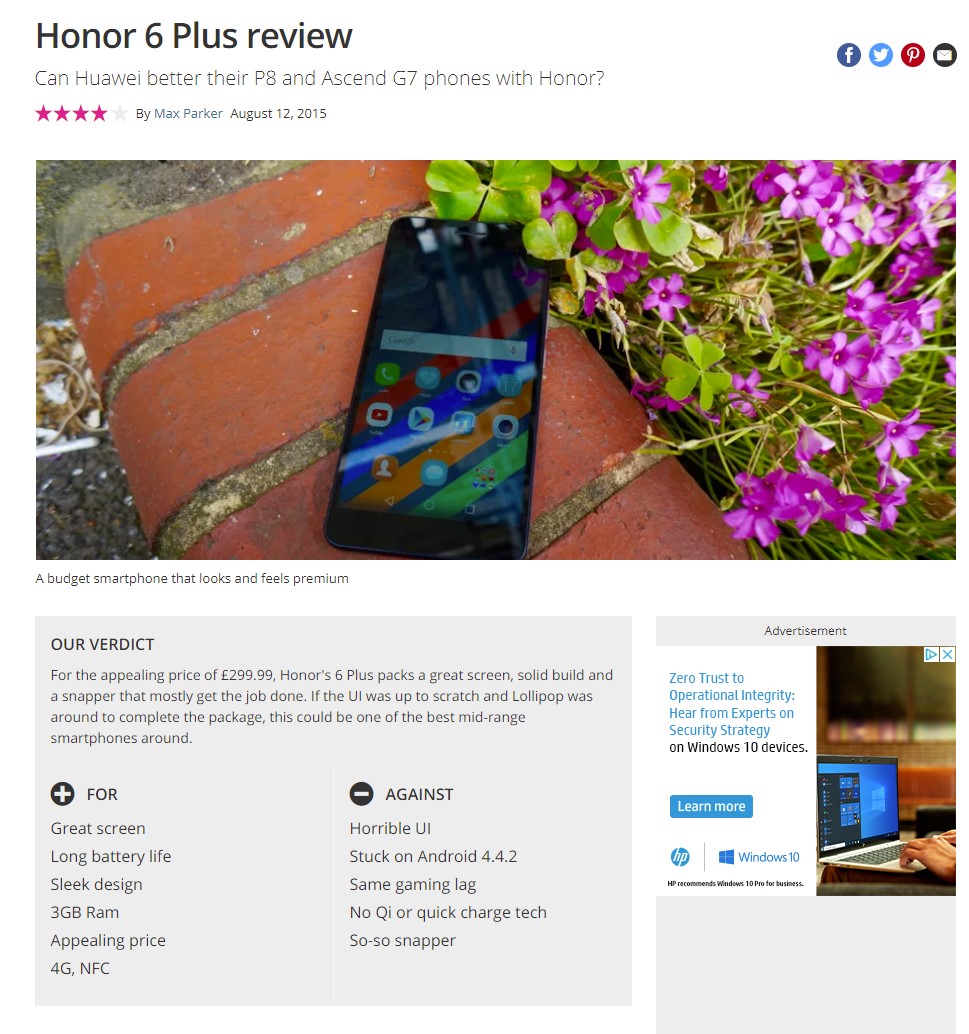 Honor 6 Plus review
Can Huawei better their P8 and Ascend G7 phones with Honor?
By Max Parker August 12, 2015
Google
A budget smartphone that looks and feels premium
OUR VERDICT
For the appealing price of £299.99, Honor's 6 Plus packs a great screen, solid build and
a snapper that mostly get the job done. If the UI was up to scratch and Lollipop was
around to complete the package, this could be one of the best mid-range
smartphones around.
FOR
Great screen
Long battery life
Sleek design
3GB Ram
Appealing price
4G, NFC
AGAINST
Horrible UI
Stuck on Android 4.4.2
Same gaming lag
No Qi or quick charge tech
So-so snapper
Advertisement
Zero Trust to
Operational Integrity:
Hear from Experts on
Security Strategy
on Windows 10 devices.
Learn more
hp
Windows 10
HP recommends Windows 10 Pro for business.